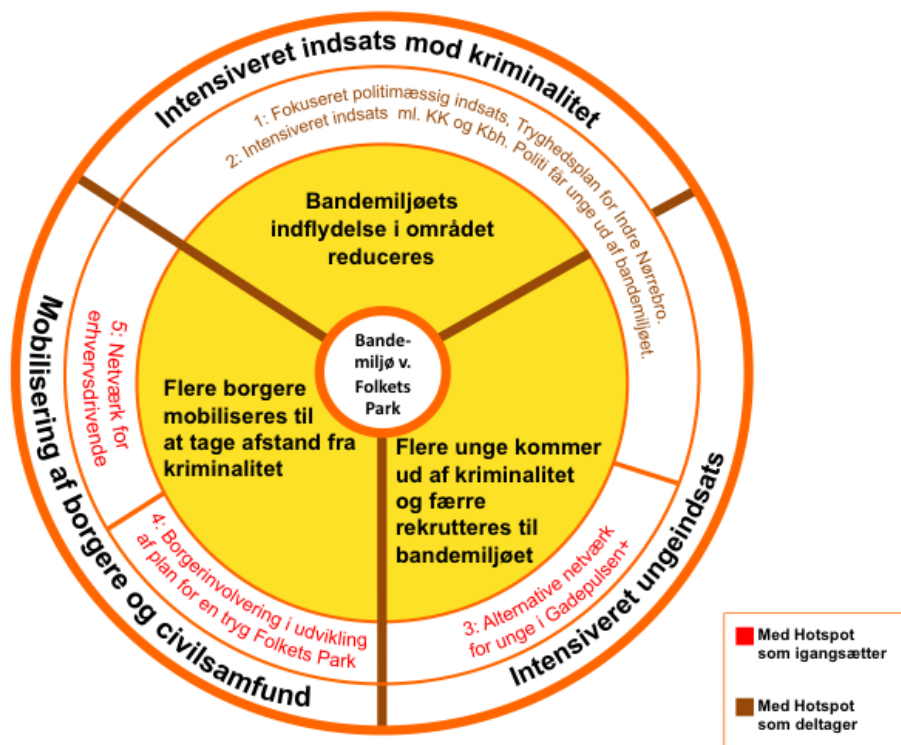 Intensiveret indsats mod kriminalitet
1: Fokuseret politimæssig indsats, Tryghedsplan for Indre Nørrebro.
2: Intensiveret indsats ml. KK og Kbh. Politi får unge ud af bandemiljøet.
Bandemiljøets
indflydelse i området
reduceres
Bande-
miljø v.
Folkets
Park
Flere borgere
mobiliseres til
at tage afstand fra
kriminalitet
Flere unge kommer
ud af kriminalitet
og færre
rekrutteres til
bandemiljøet
5: Netværk for
erhvervsdrivende
4: Borgerinvolvering i udvikling
af plan for en tryg Folkets Park
3: Alternative netværk
for unge i Gadepulsen+
Mobilisering af borgere og civilsamfund
Intensiveret ungeindsats
Med Hotspot
som igangsætter
Med Hotspot
som deltager